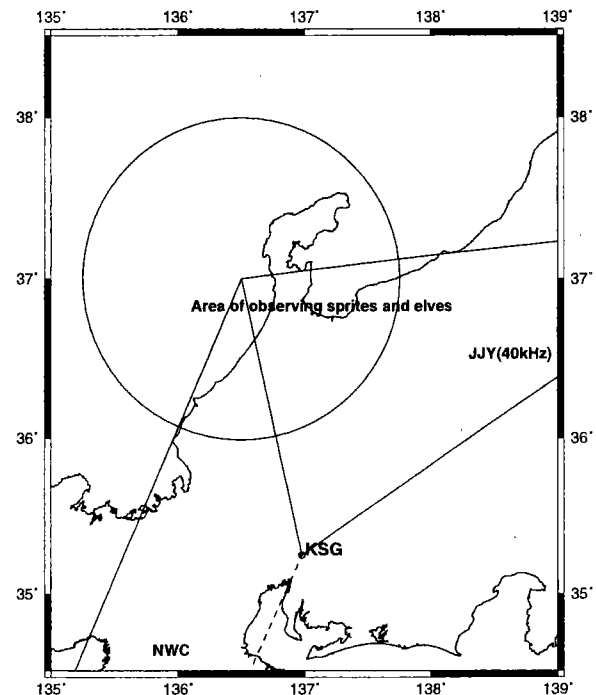 135° 136° 137° 138° 139°
38° 38°
37° 37°
Area of observing sprites and elves
JJY(40kHz)
36° 36°
KSG
35° 35°
NWC
135° 136° 137° 138° 139°